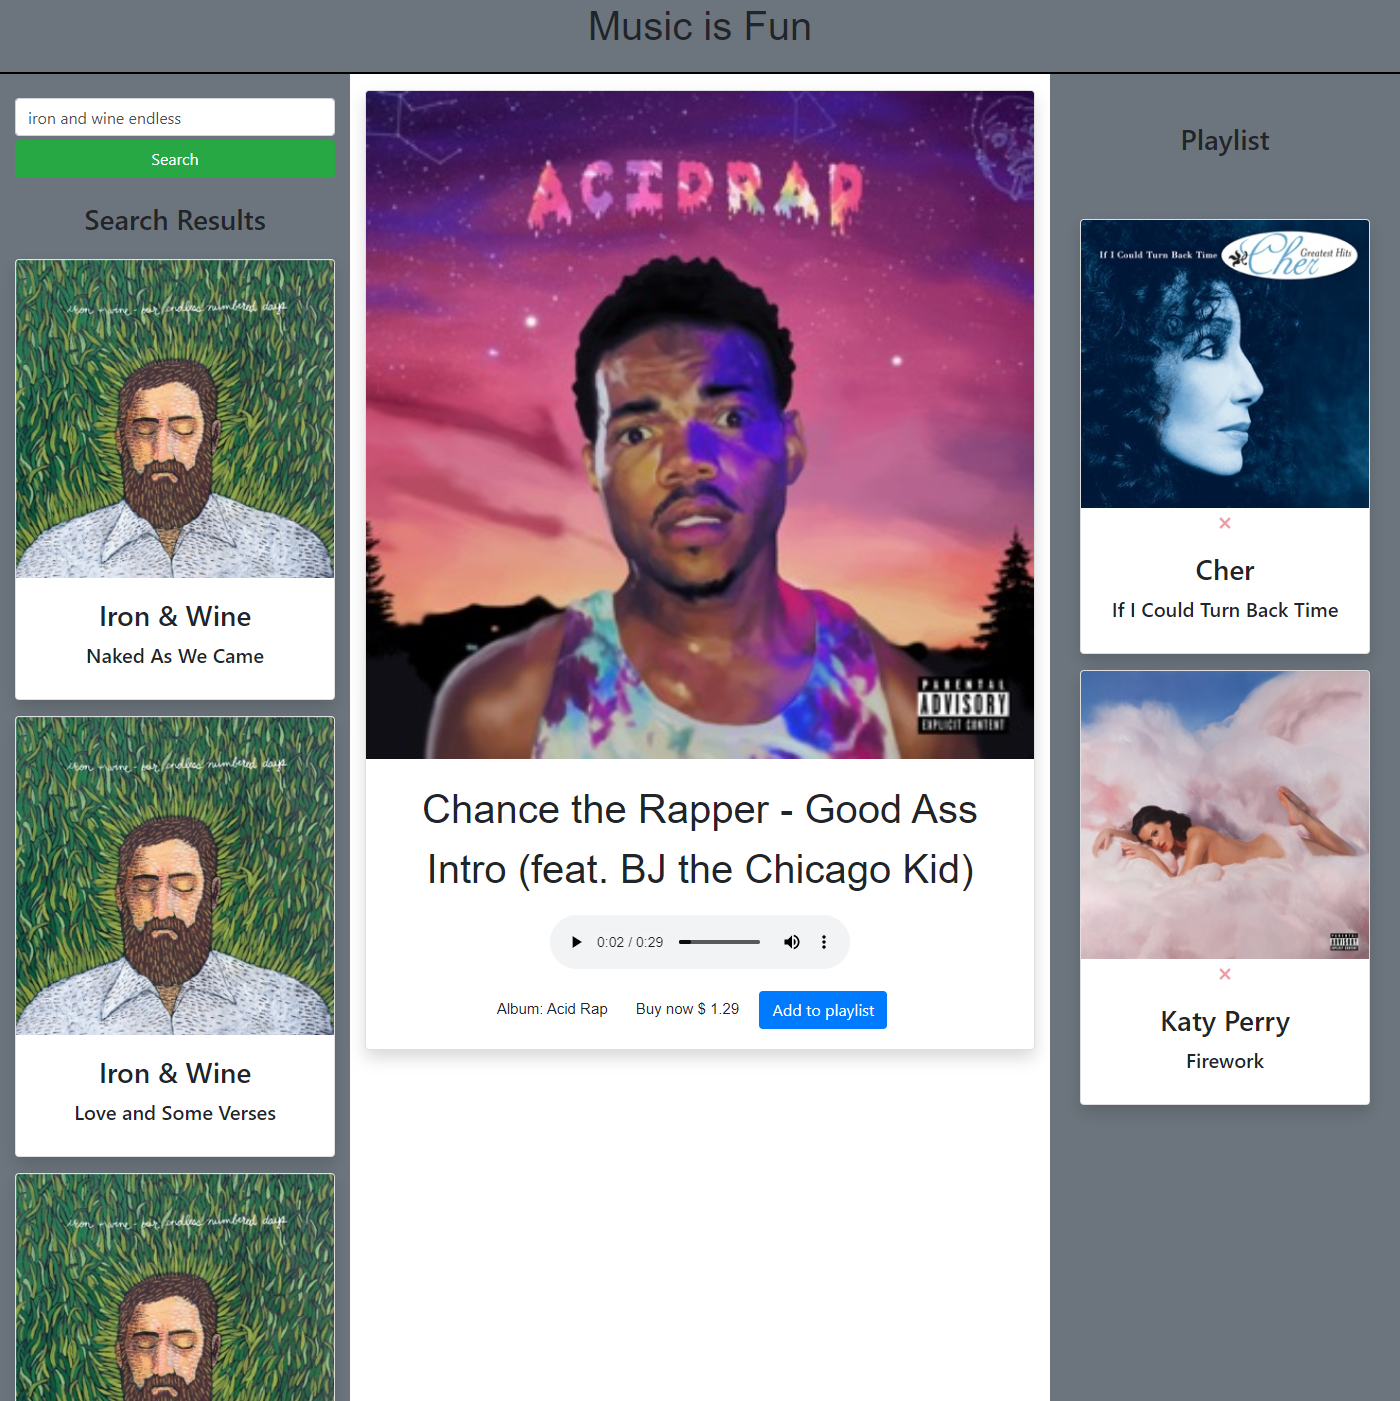 Music is Fun
iron and wine endless
Search
Search Results
iron & wine - our endless numbered days
Iron & Wine
Naked As We Came
iron & wine - our endless numbered days
Iron & Wine
Love and Some Verses
iron & wine - our endless numbered days
ACIDRAP
PARENTAL
ADVISORY
EXPLICIT CONTENT
Chance the Rapper - Good Ass
Intro (feat. BJ the Chicago Kid)
0:02 / 0:29
Album: Acid Rap
Buy now $ 1.29
Add to playlist
Playlist
If I Could Turn Back Time
Cher
Greatest Hits
×
Cher
If I Could Turn Back Time
PARENTAL
ADVISORY
EXPLICIT CONTENT
×
Katy Perry
Firework